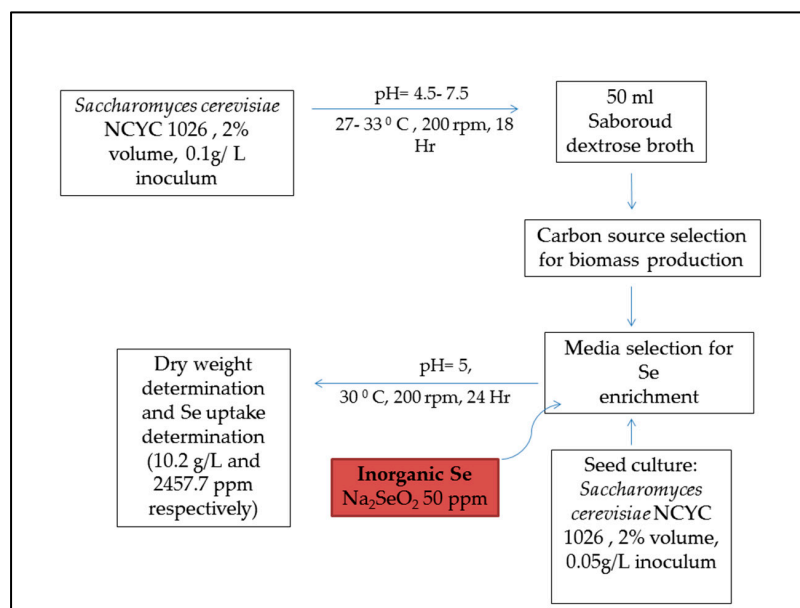 Saccharomyces cerevisiae
NCYC 1026 , 2%
volume, 0.1g/ L
inoculum
pH= 4.5- 7.5
27- 33 ⁰ C , 200 rpm, 18
Hr
50 ml
Saboroud
dextrose broth
Carbon source selection
for biomass production
Media selection for
Se
enrichment
pH= 5,
30 ⁰ C, 200 rpm, 24 Hr
Dry weight
determination
and Se uptake
determination
(10.2 g/L and
2457.7 ppm
respectively)
Inorganic Se
Na₂SeO₂ 50 ppm
Seed culture:
Saccharomyces
cerevisiae NCYC
1026 , 2% volume,
0.05g/L inoculum